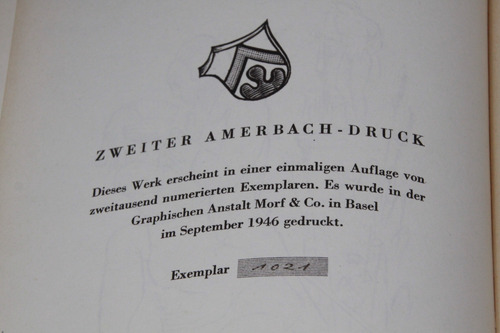 ZWEITER AMERBACH-DRUCK
Dieses Werk erscheint in einer einmaligen Auflage von
zweitausend numerierten Exemplaren. Es wurde in der
Graphischen Anstalt Morf & Co. in Basel
im September 1946 gedruckt.
Exemplar 1021